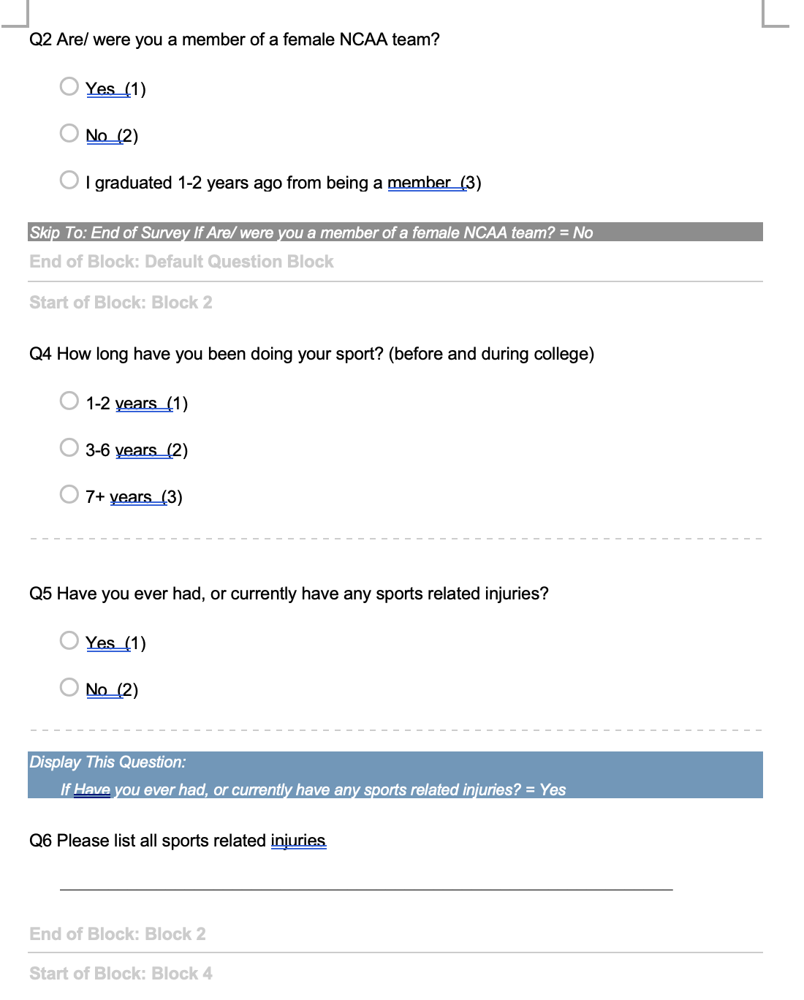 Q2 Are/ were you a member of a female NCAA team?
Yes  (1)
No  (2)
I graduated 1-2 years ago from being a member  (3)
Skip To: End of Survey If Are/ were you a member of a female NCAA team? = No
End of Block: Default Question Block
Start of Block: Block 2
Q4 How long have you been doing your sport? (before and during college)
1-2 years  (1)
3-6 years  (2)
7+ years  (3)
Q5 Have you ever had, or currently have any sports related injuries?
Yes  (1)
No  (2)
Display This Question:
If Have you ever had, or currently have any sports related injuries? = Yes
Q6 Please list all sports related injuries
End of Block: Block 2
Start of Block: Block 4